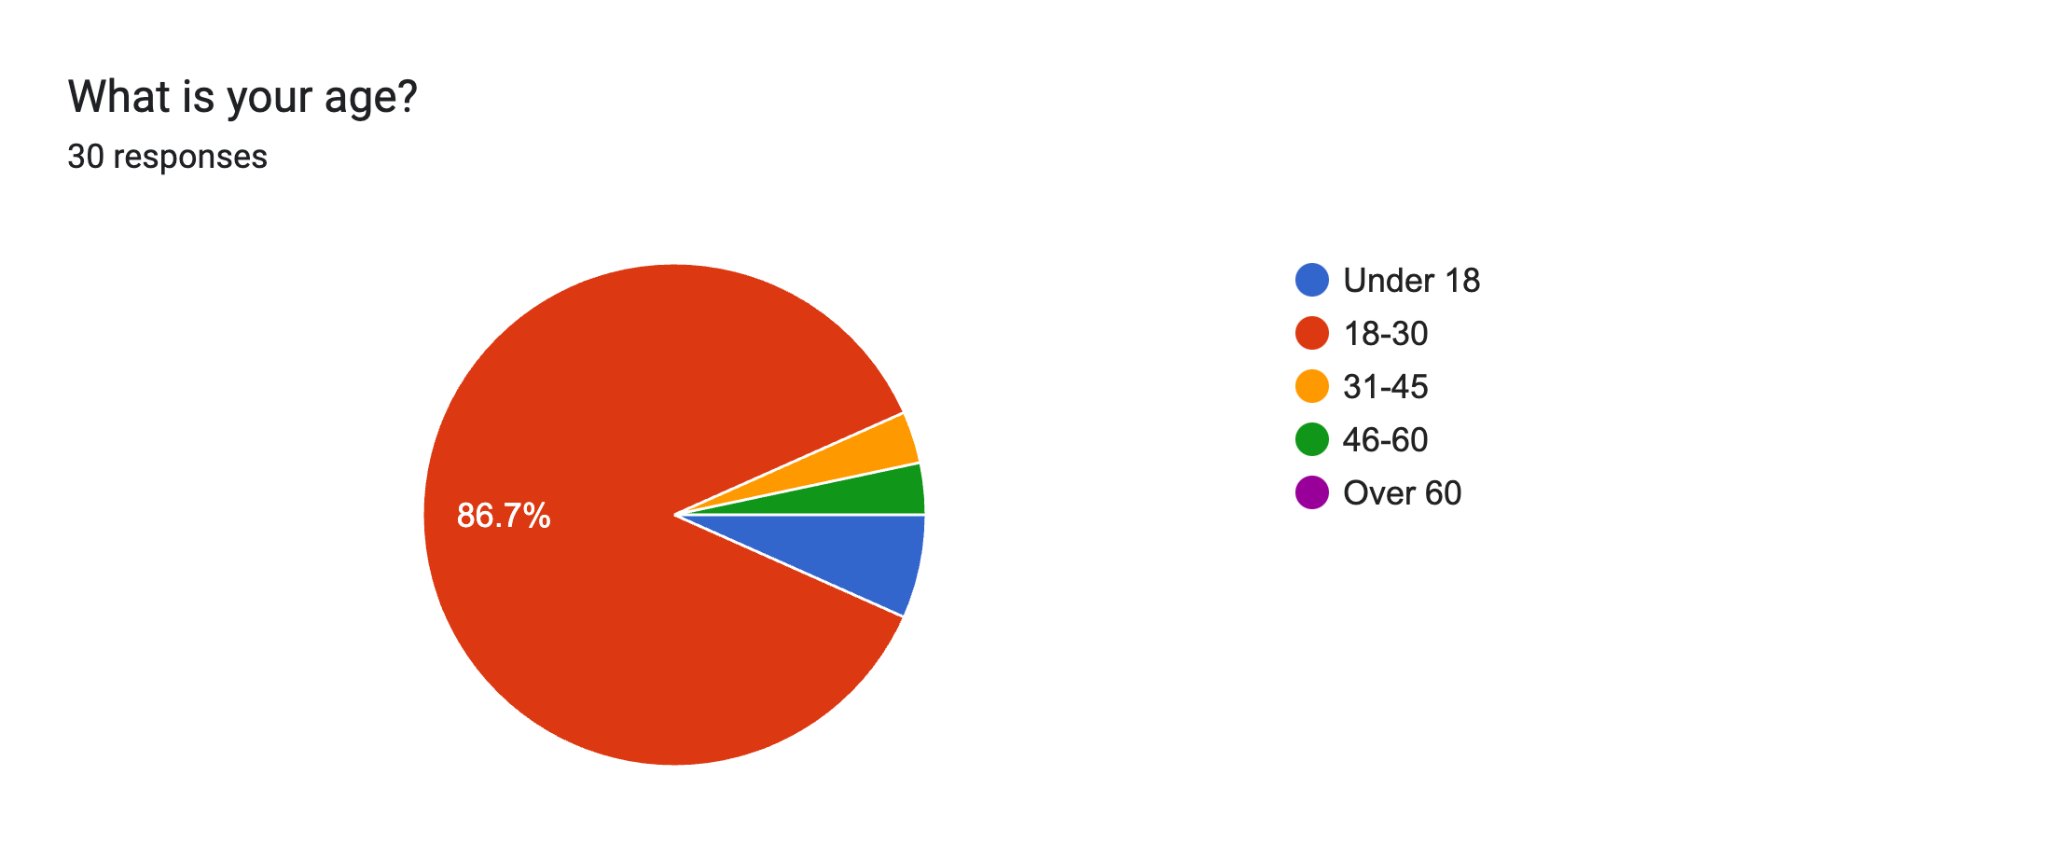 What is your age?
30 responses
86.7%
Under 18
18-30
31-45
46-60
Over 60